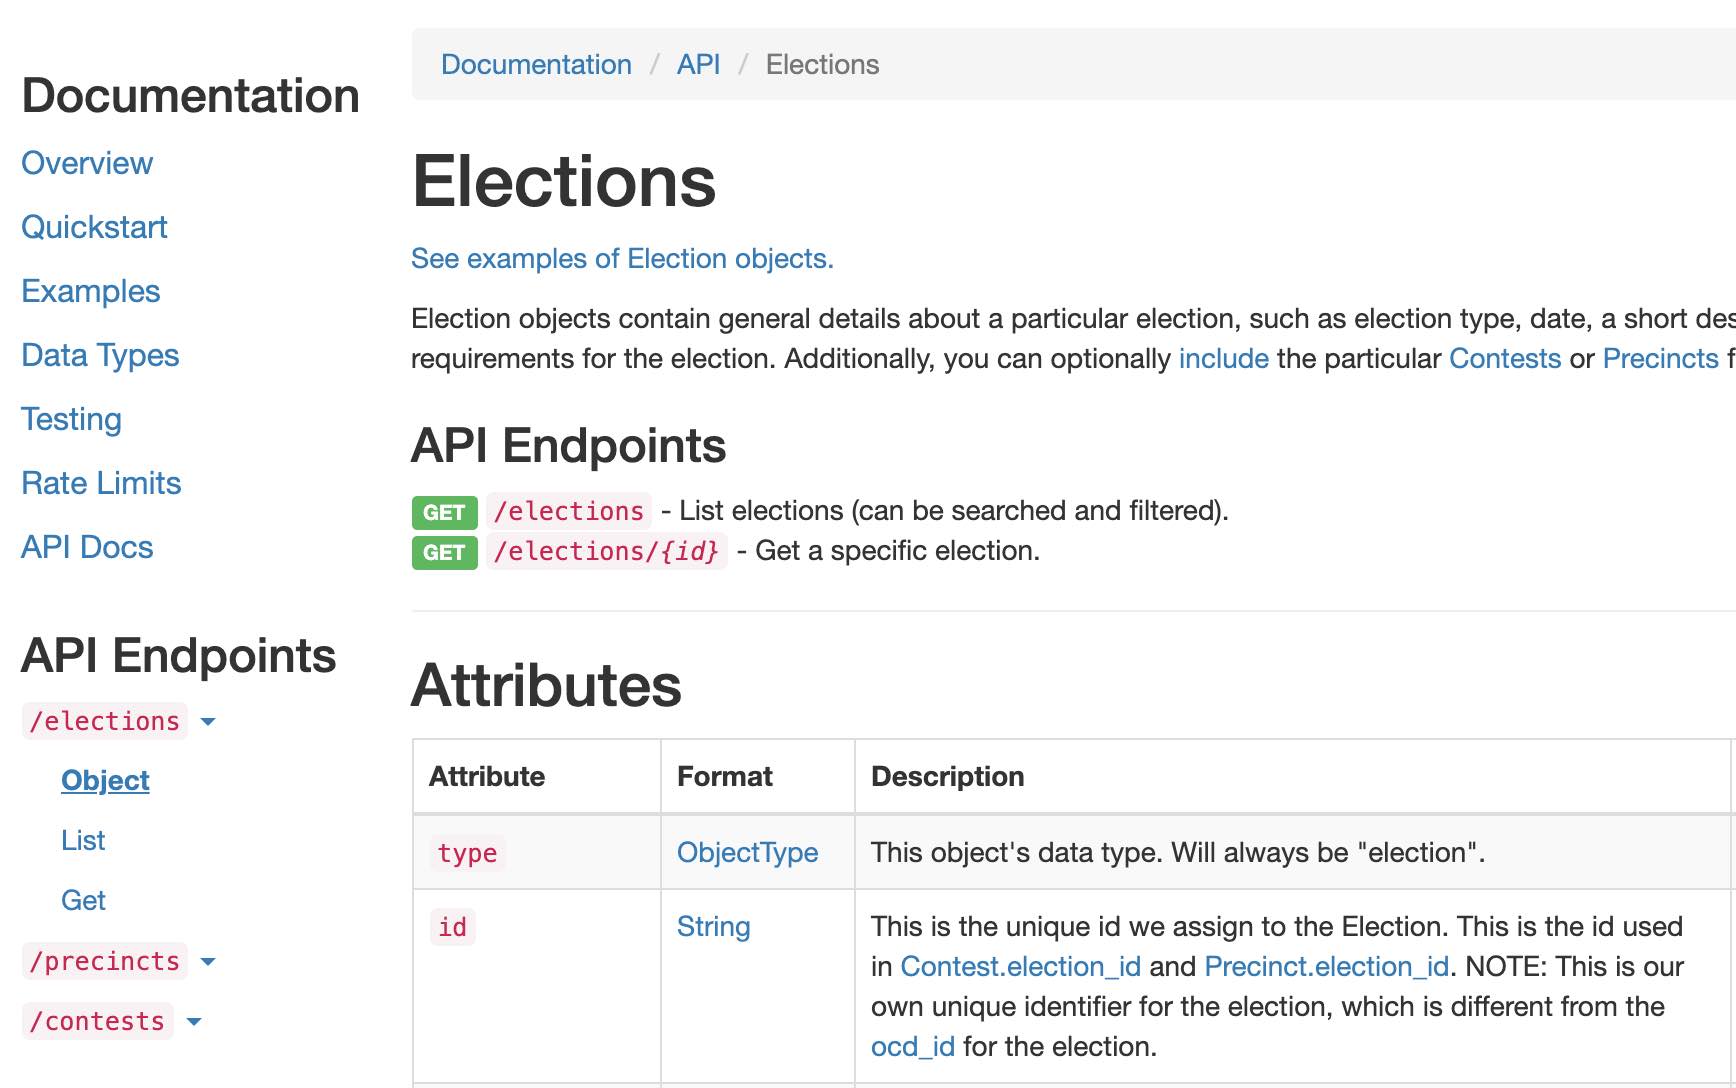 Documentation
Overview
Quickstart
Examples
Data Types
Testing
Rate Limits
API Docs
API Endpoints
/elections
Object
List
Get
/precincts
/contests
Documentation / API / Elections
Elections
See examples of Election objects.
Election objects contain general details about a particular election, such as election type, date, a short
requirements for the election. Additionally, you can optionally include the particular Contests or Precincts
API Endpoints
GET /elections - List elections (can be searched and filtered).
GET /elections/{id} - Get a specific election.
Attributes
Attribute Format Description
type ObjectType This object's data type. Will always be "election".
id String This is the unique id we assign to the Election. This is the id used
in Contest.election_id and Precinct.election_id. NOTE: This is our
own unique identifier for the election, which is different from the
ocd_id for the election.